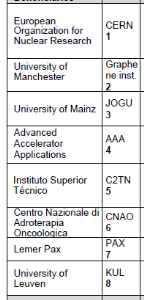 European
Organization for
Nuclear Research
CERN
1
University of
Manchester
Graphe
ne inst.
2
University of Mainz
JOGU
3
Advanced
Accelerator
Applications
AAA
4
Instituto Superior
Técnico
C2TN
5
Centro Nazionale di
Adroterapia
Oncoologica
CNAO
6
Lemer Pax
PAX
7
University of
Leuven
KUL
8